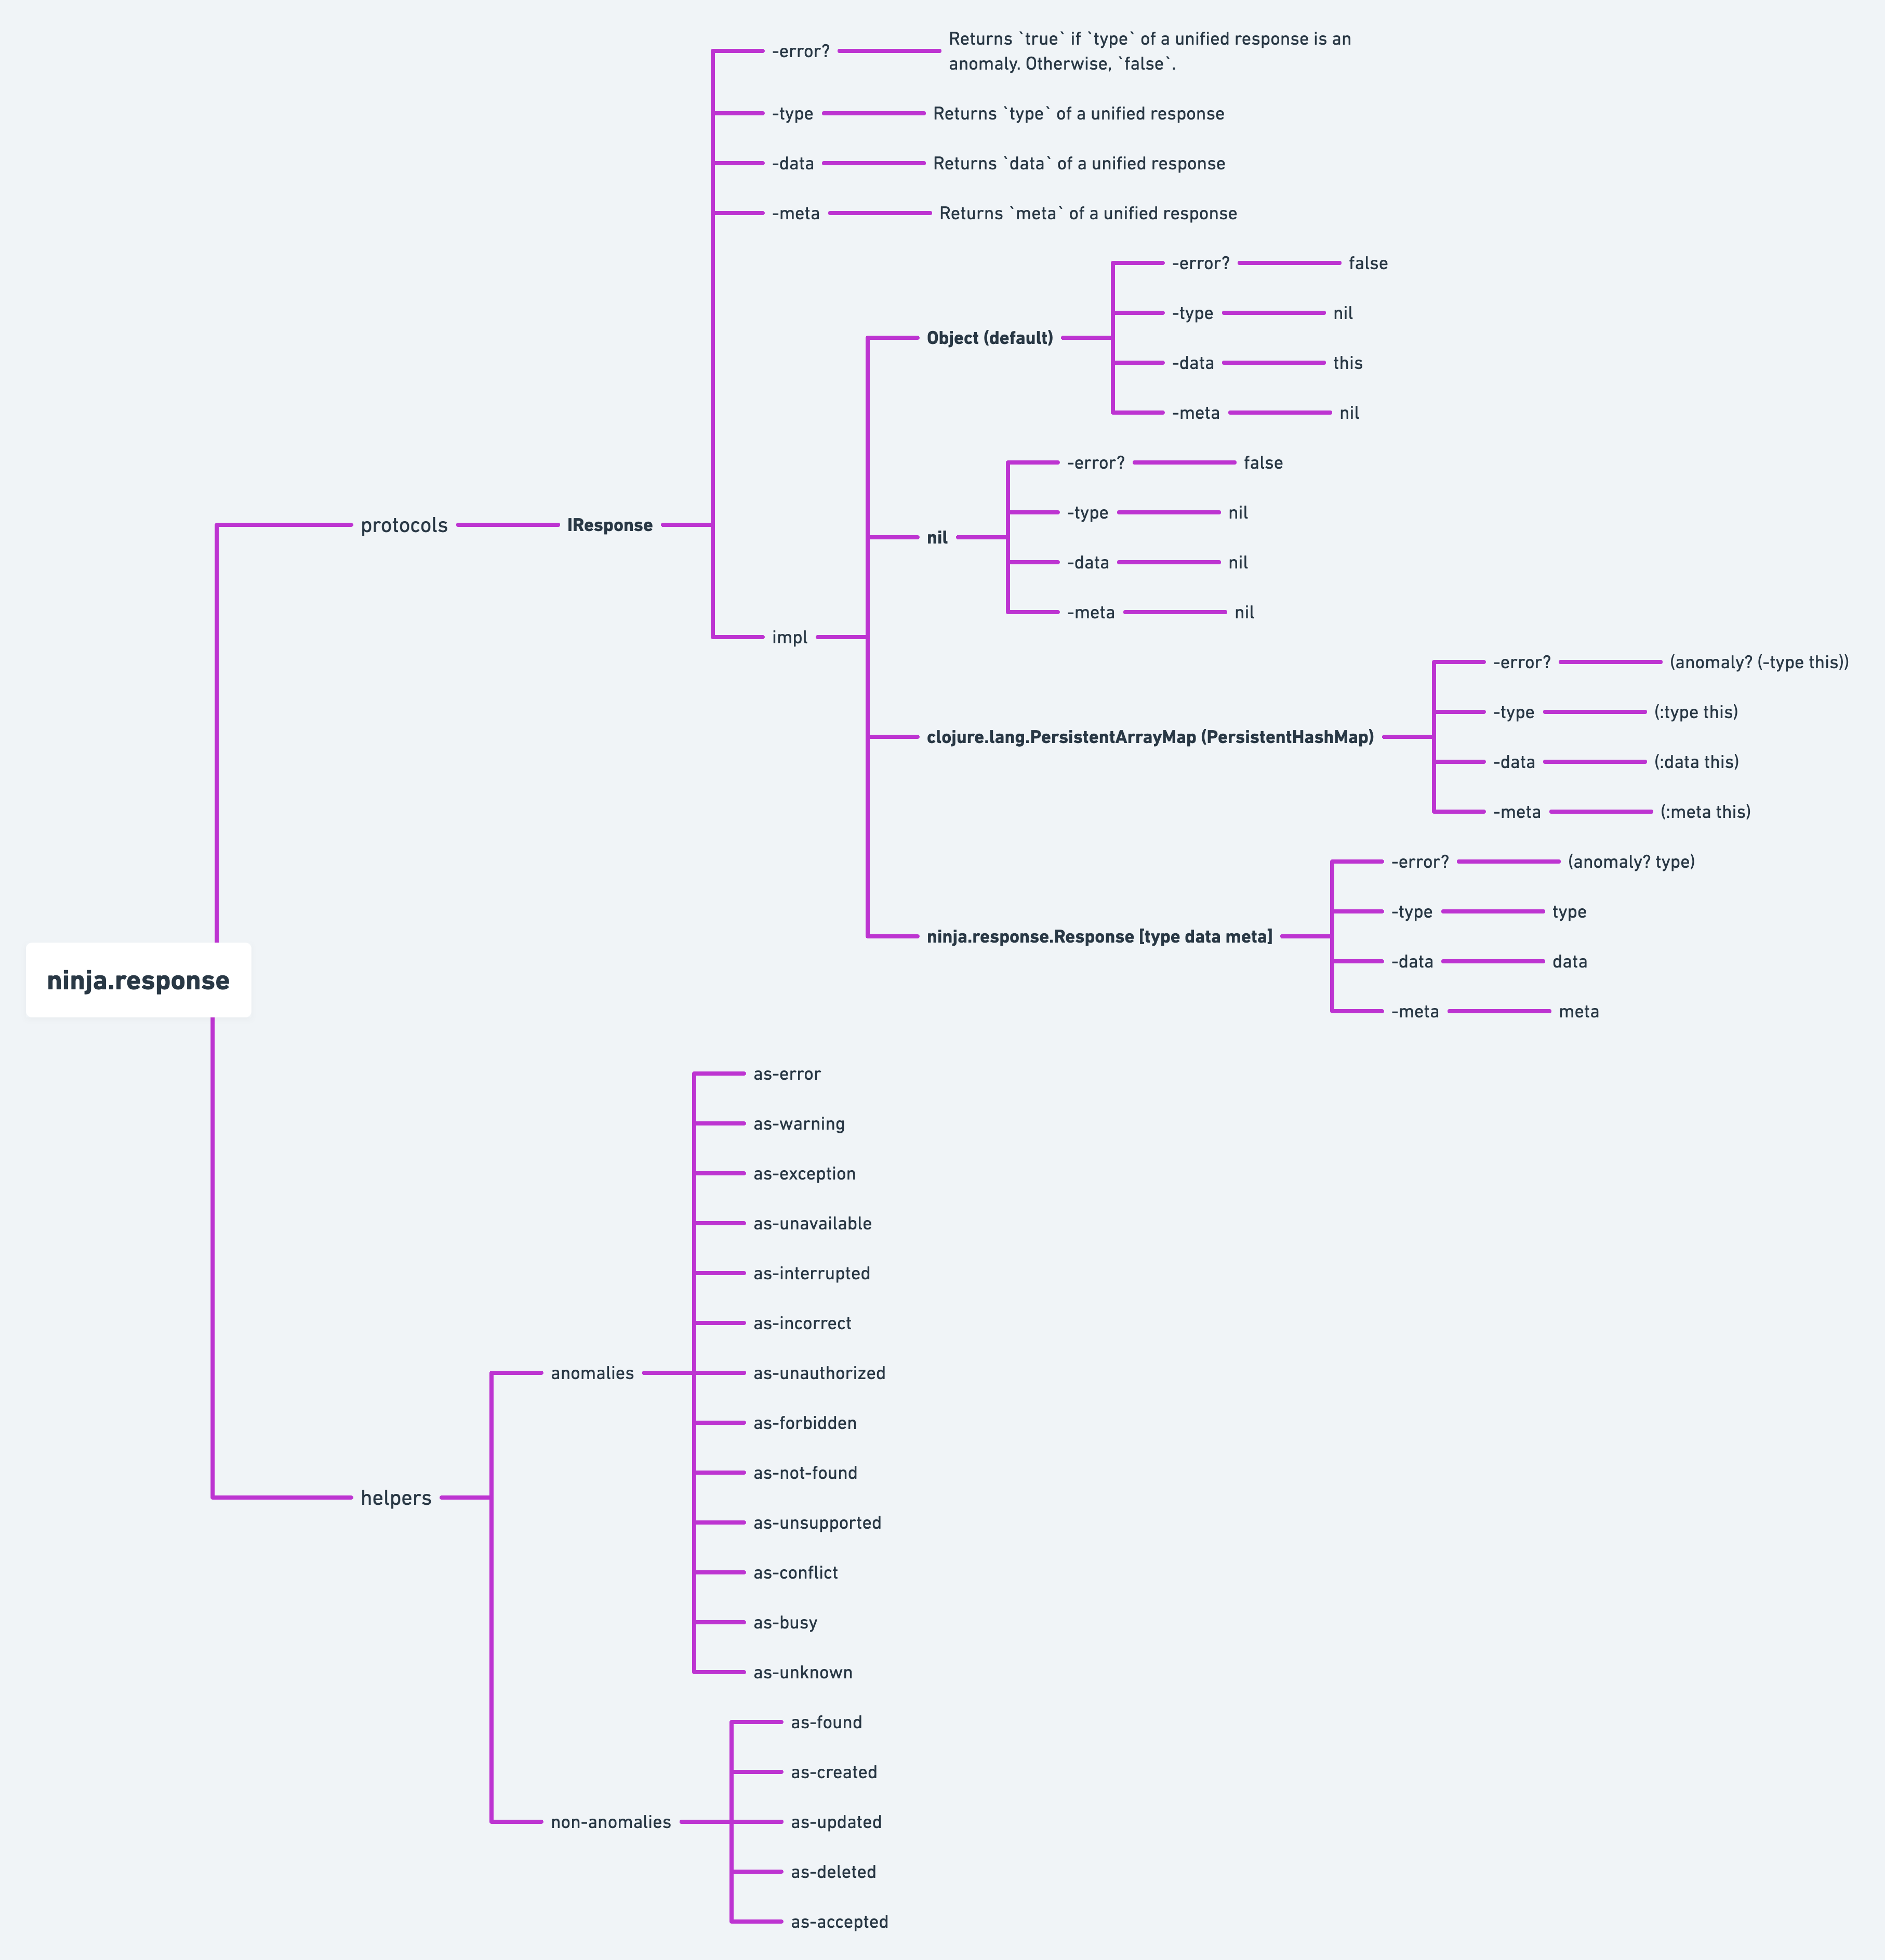 ninja.response
protocols
IResponse
-error?
Returns `true` if `type` of a unified response is an
anomaly. Otherwise, `false`.
-type
Returns `type` of a unified response
-data
Returns `data` of a unified response
-meta
Returns `meta` of a unified response
impl
Object (default)
-error?
false
-type
nil
-data
this
-meta
nil
nil
-error?
false
-type
nil
-data
nil
-meta
nil
clojure.lang.PersistentArrayMap (PersistentHashMap)
-error?
(anomaly? (-type this))
-type
(:type this)
-data
(:data this)
-meta
(:meta this)
ninja.response.Response [type data meta]
-error?
(anomaly? type)
-type
type
-data
data
-meta
meta
helpers
anomalies
as-error
as-warning
as-exception
as-unavailable
as-interrupted
as-incorrect
as-unauthorized
as-forbidden
as-not-found
as-unsupported
as-conflict
as-busy
as-unknown
non-anomalies
as-found
as-created
as-updated
as-deleted
as-accepted